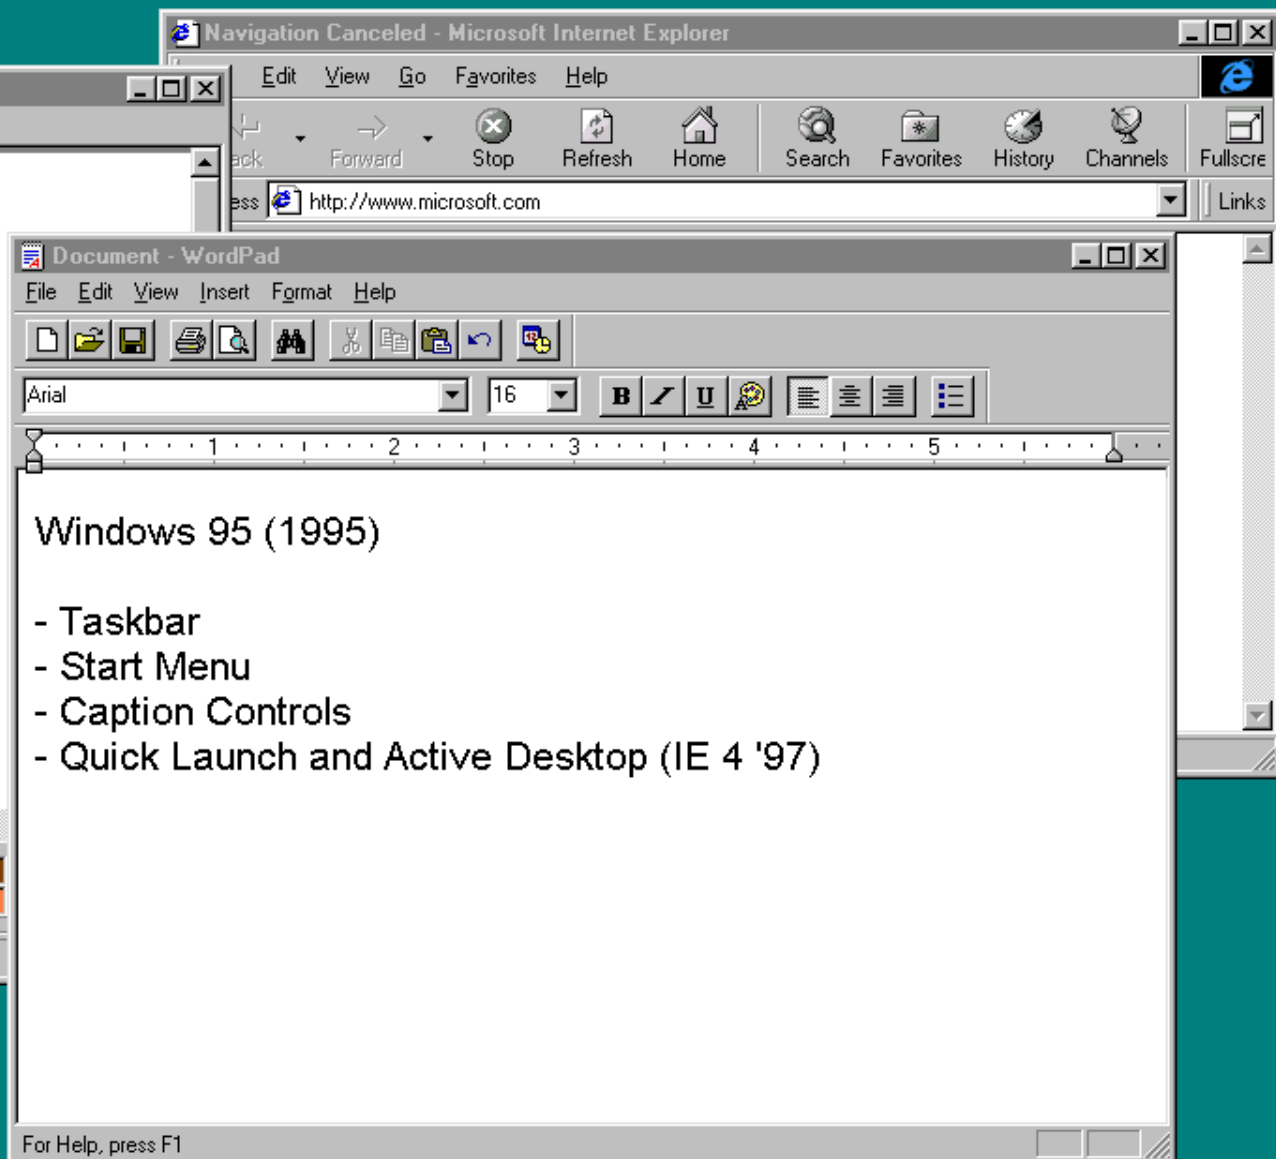 Navigation Canceled - Microsoft Internet Explorer
Edit View Go Favorites Help
Forward Stop Refresh Home Search Favorites History Channels Fullscre
ess http://www.microsoft.com Links
Document - WordPad
File Edit View Insert Format Help
Arial 16 B I U
1 2 3 4 5
Windows 95 (1995)
- Taskbar
- Start Menu
- Caption Controls
- Quick Launch and Active Desktop (IE 4 '97)
For Help, press F1